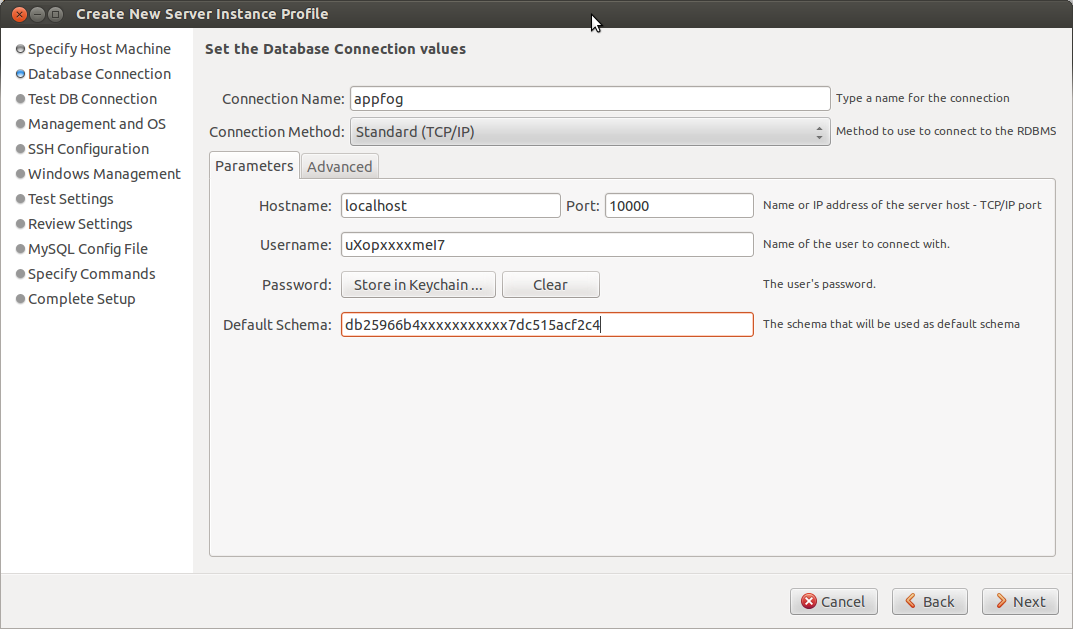 Create New Server Instance Profile
Specify Host Machine
Database Connection
Test DB Connection
Management and OS
SSH Configuration
Windows Management
Test Settings
Review Settings
MySQL Config File
Specify Commands
Complete Setup
Set the Database Connection values
Connection Name: appfog Type a name for the connection
Connection Method: Standard (TCP/IP) Method to use to connect to the RDBMS
Parameters Advanced
Hostname: localhost Port: 10000 Name or IP address of the server host - TCP/IP port
Username: uXopxxxxmeI7 Name of the user to connect with.
Password: Store in Keychain ... Clear The user's password.
Default Schema: db25966b4xxxxxxxxxxx7dc515acf2c4 The schema that will be used as default schema
Cancel Back Next